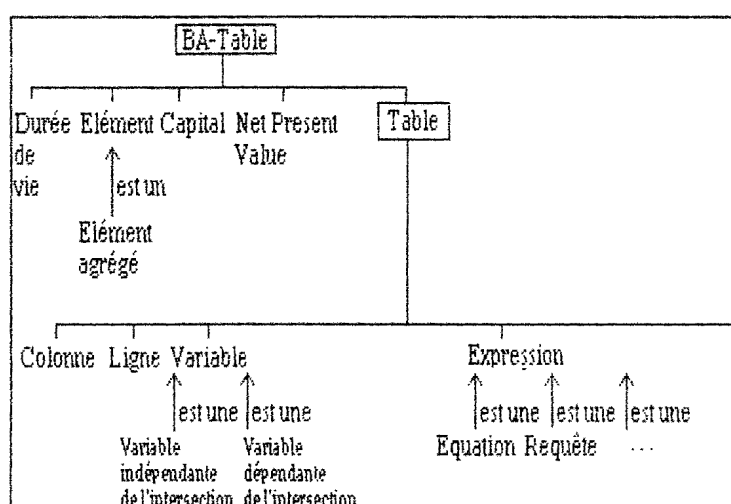 BA-Table
Durée Elément Capital Net Present Table
de Value
vie est un
Elément
agrégé
Colonne Ligne Variable Expression
est une est une est une est une est une
Variable Variable Equation Requête ...
indépendante dépendante
de l'intersection de l'intersection